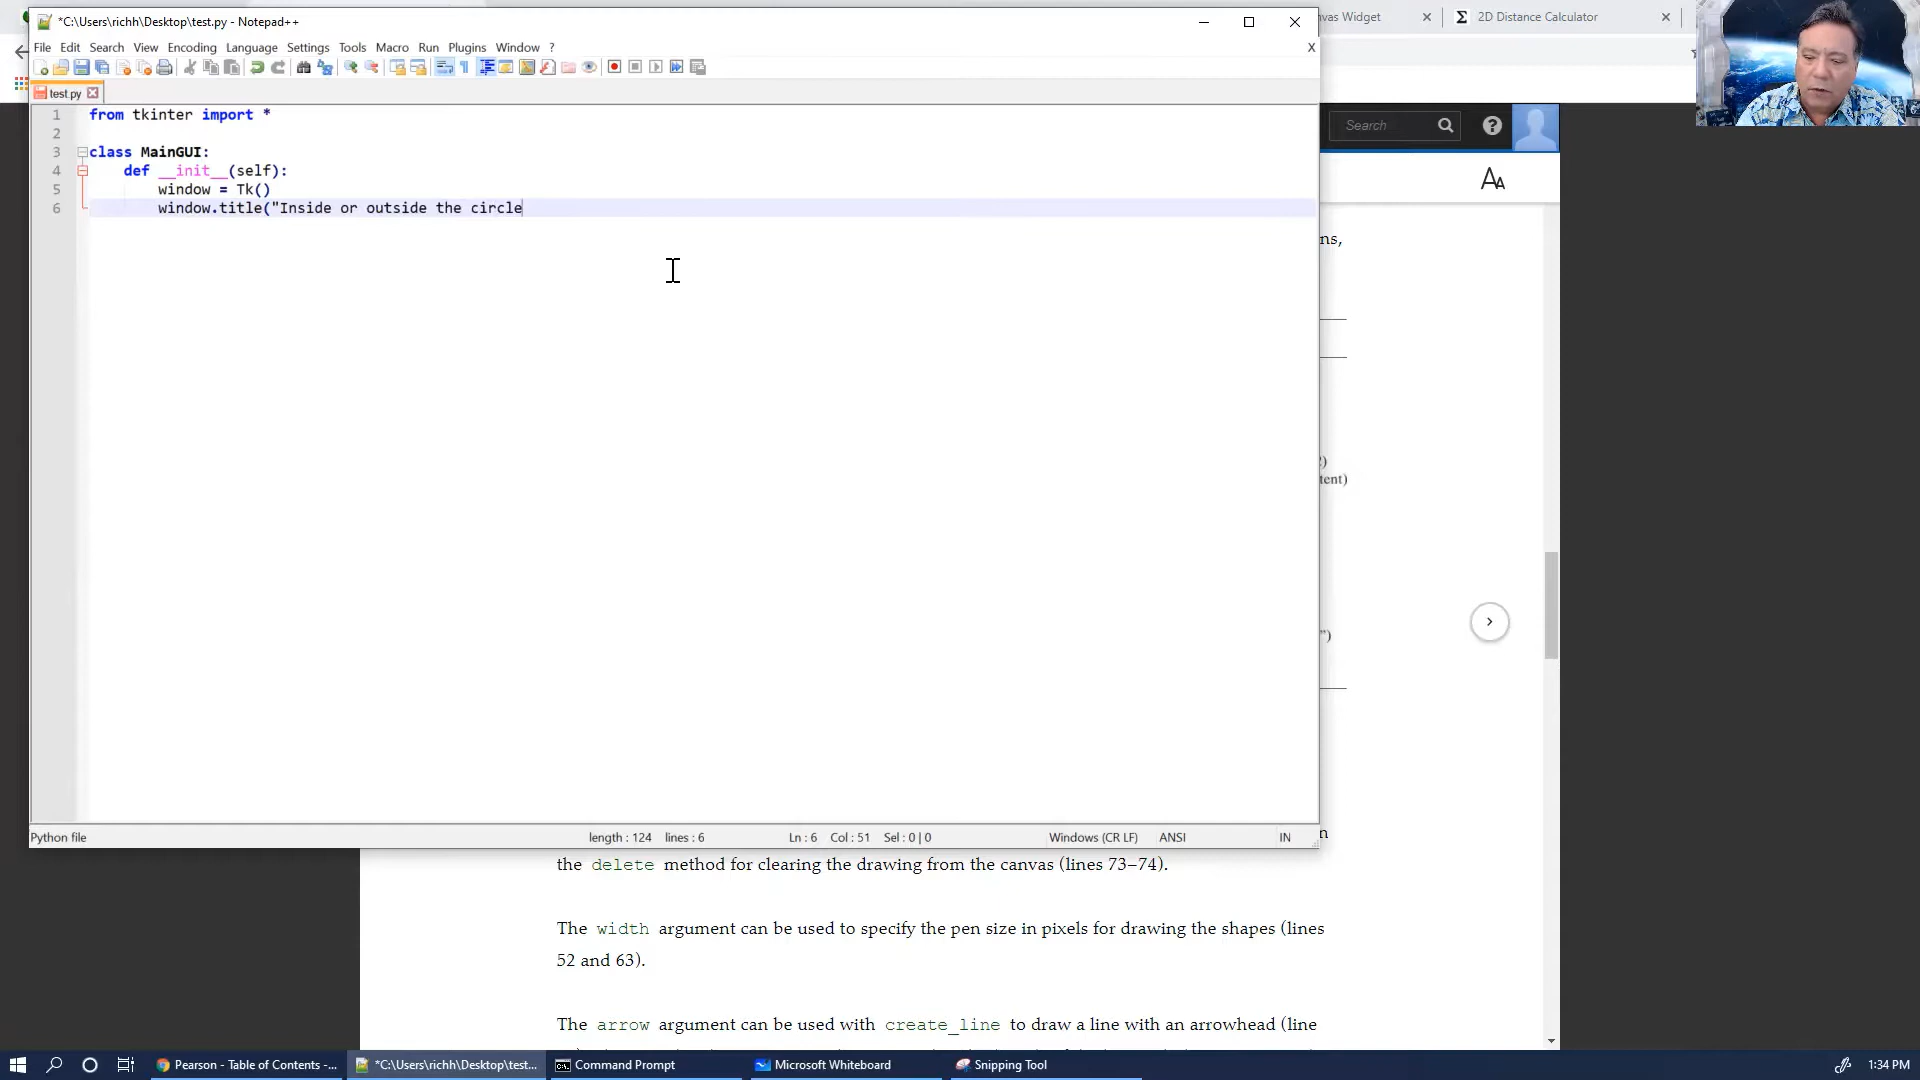 *C:\Users\richh\Desktop\test.py - Notepad++
nvas Widget
2D Distance Calculator
File Edit Search View Encoding Language Settings Tools Macro Run Plugins Window ? X
test.py
Search
1 from tkinter import *
2
3 class MainGUI:
4 def __init__(self):
5 window = Tk()
6 window.title("Inside or outside the circle
ns,
2)
tent)
")
Python file length : 124 lines : 6 Ln : 6 Col : 51 Sel : 0 | 0 Windows (CR LF) ANSI IN
n
the delete method for clearing the drawing from the canvas (lines 73–74).
The width argument can be used to specify the pen size in pixels for drawing the shapes (lines
52 and 63).
The arrow argument can be used with create_line to draw a line with an arrowhead (line
Pearson - Table of Contents -...
*C:\Users\richh\Desktop\test...
Command Prompt
Microsoft Whiteboard
Snipping Tool
1:34 PM